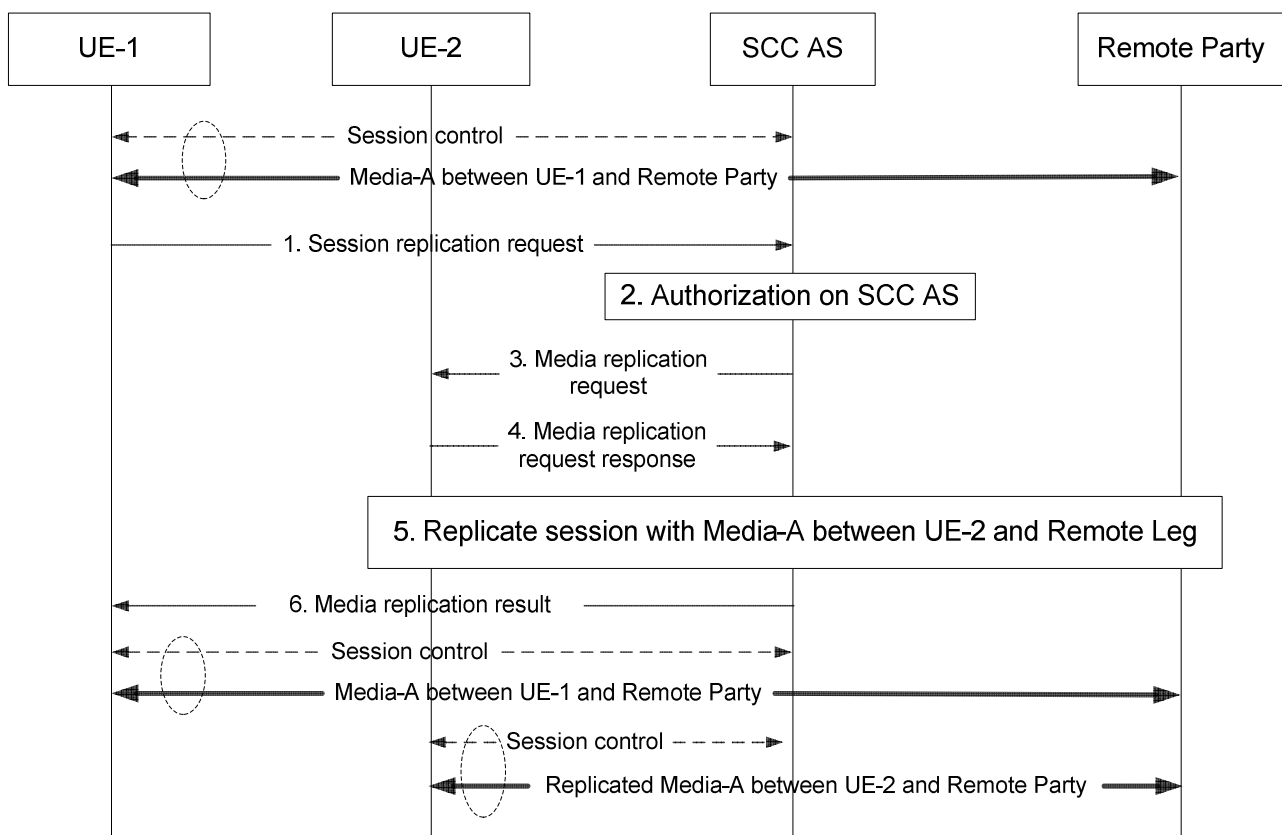 UE-1
UE-2
SCC AS
Remote Party
Session control
Media-A between UE-1 and Remote Party
1. Session replication request
2. Authorization on SCC AS
3. Media replication
request
4. Media replication
request response
5. Replicate session with Media-A between UE-2 and Remote Leg
6. Media replication result
Session control
Media-A between UE-1 and Remote Party
Session control
Replicated Media-A between UE-2 and Remote Party